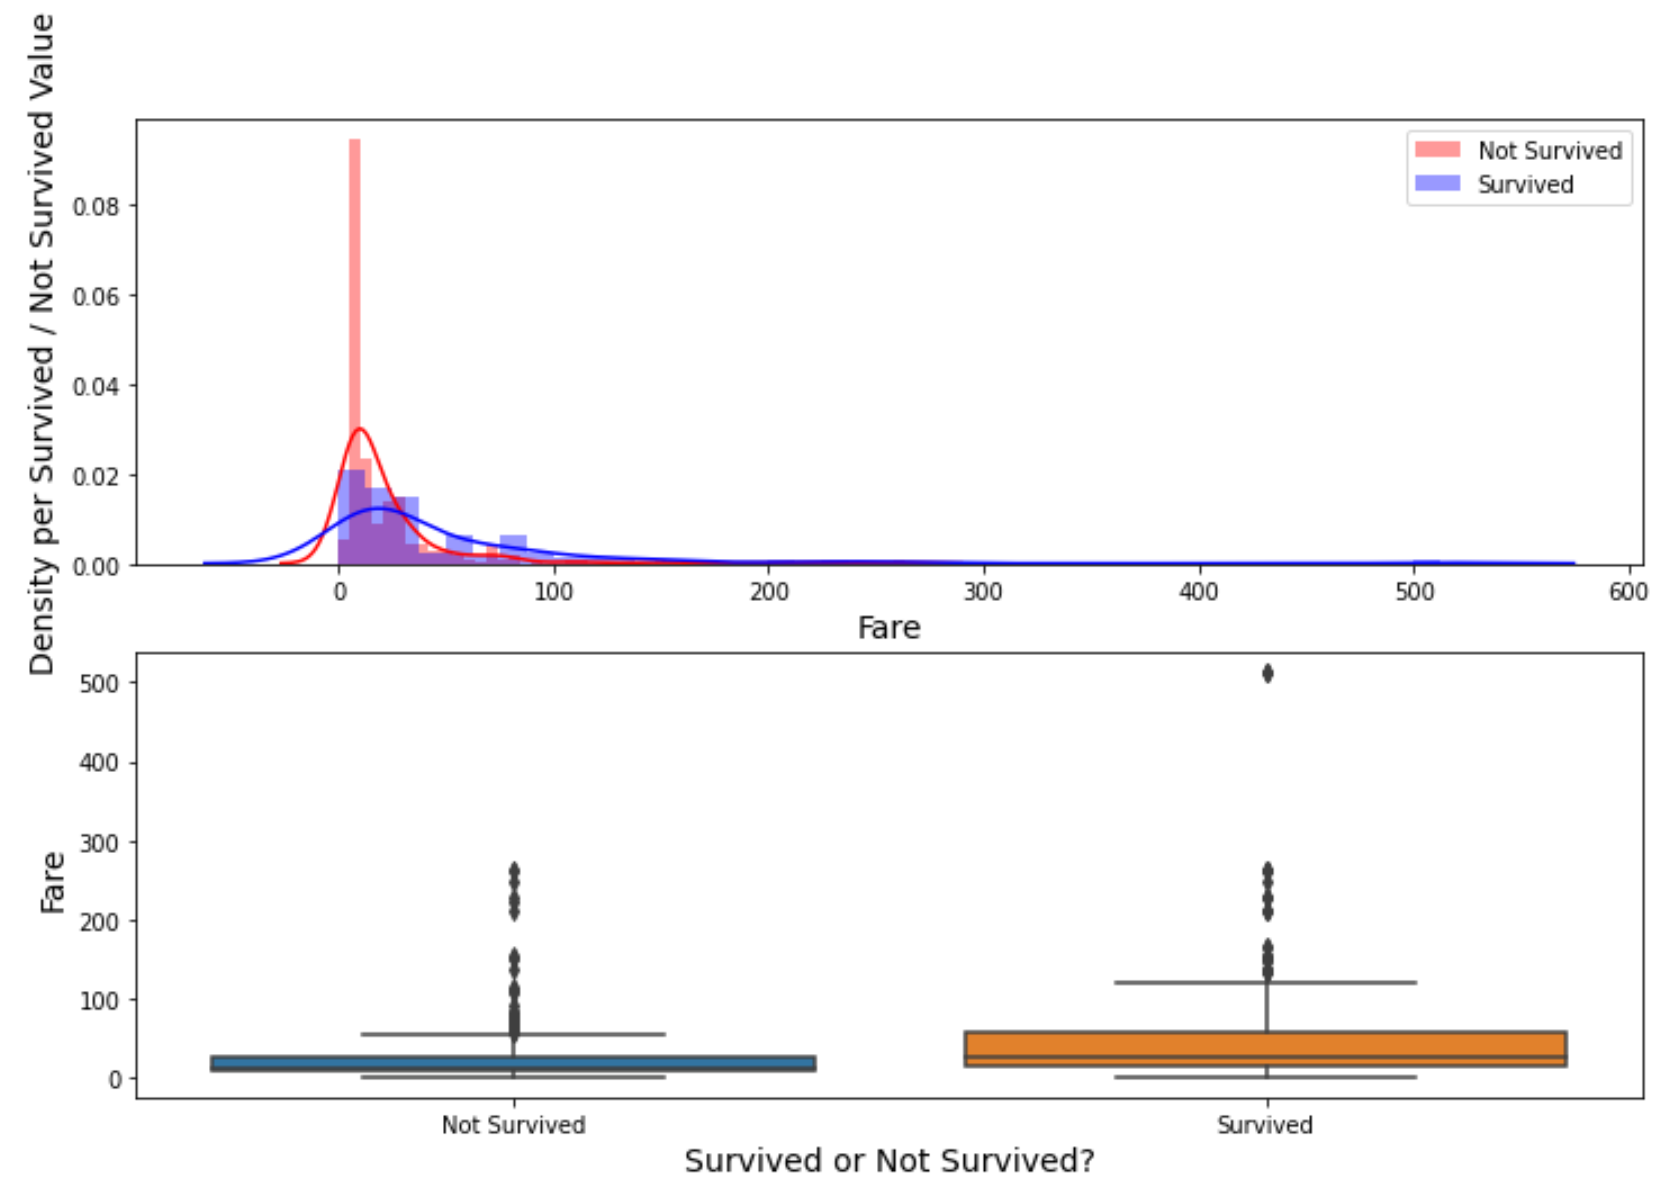 Density per Survived / Not Survived Value
Not Survived
Survived
0.08
0.06
0.04
0.02
0.00
0 100 200 300 400 500 600
Fare
Fare
500
400
300
200
100
0
Not Survived Survived
Survived or Not Survived?